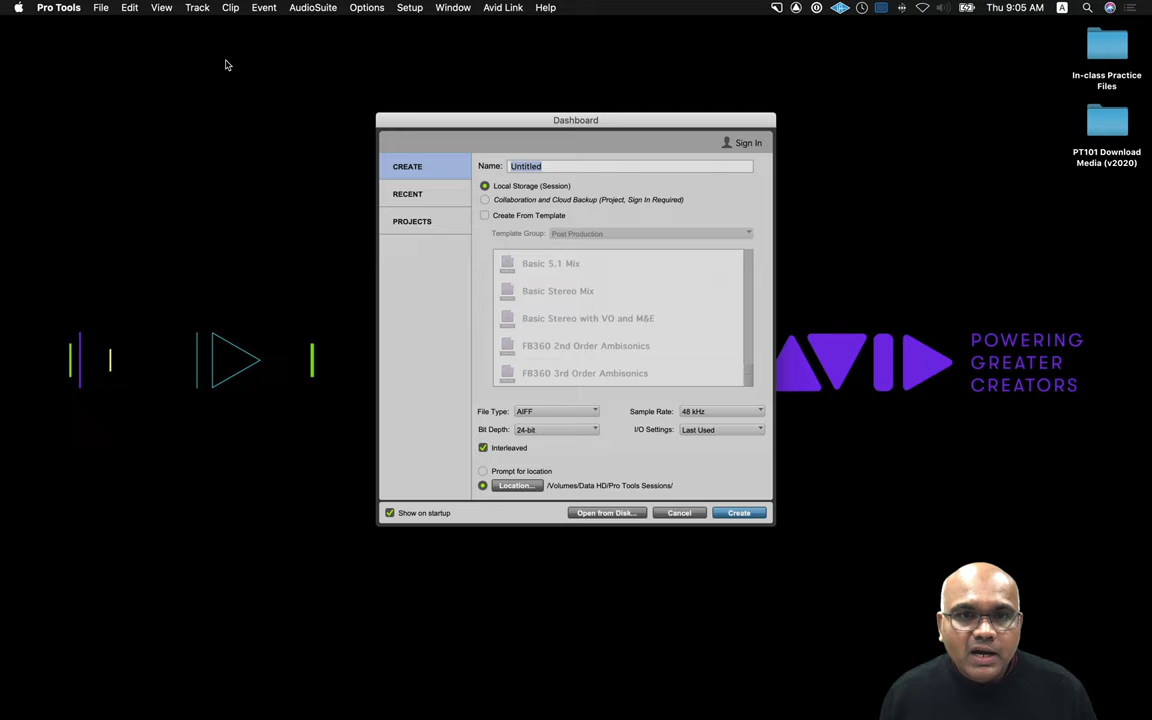 Pro Tools File Edit View Track Clip Event AudioSuite Options Setup Window Avid Link Help Thu 9:05 AM A
In-class Practice
Files
PT101 Download
Media (v2020)
Dashboard
Sign In
CREATE
RECENT
PROJECTS
Name: Untitled
Local Storage (Session)
Collaboration and Cloud Backup (Project, Sign In Required)
Create From Template
Template Group: Post Production
Basic 5.1 Mix
Basic Stereo Mix
Basic Stereo with VO and M&E
FB360 2nd Order Ambisonics
FB360 3rd Order Ambisonics
File Type: AIFF Sample Rate: 48 kHz
Bit Depth: 24-bit I/O Settings: Last Used
Interleaved
Prompt for location
Location... /Volumes/Data HD/Pro Tools Sessions/
Show on startup Open from Disk... Cancel Create
AVID
POWERING
GREATER
CREATORS